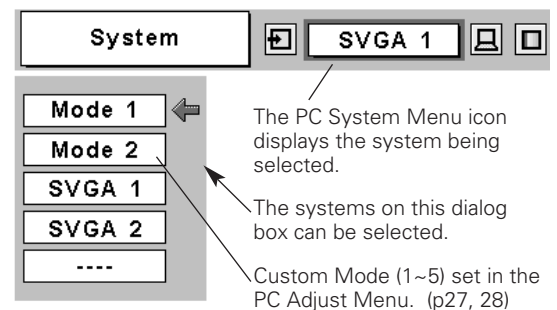 System
SVGA 1
Mode 1
Mode 2
SVGA 1
SVGA 2
----
The PC System Menu icon
displays the system being
selected.
The systems on this dialog
box can be selected.
Custom Mode (1~5) set in the
PC Adjust Menu. (p27, 28)